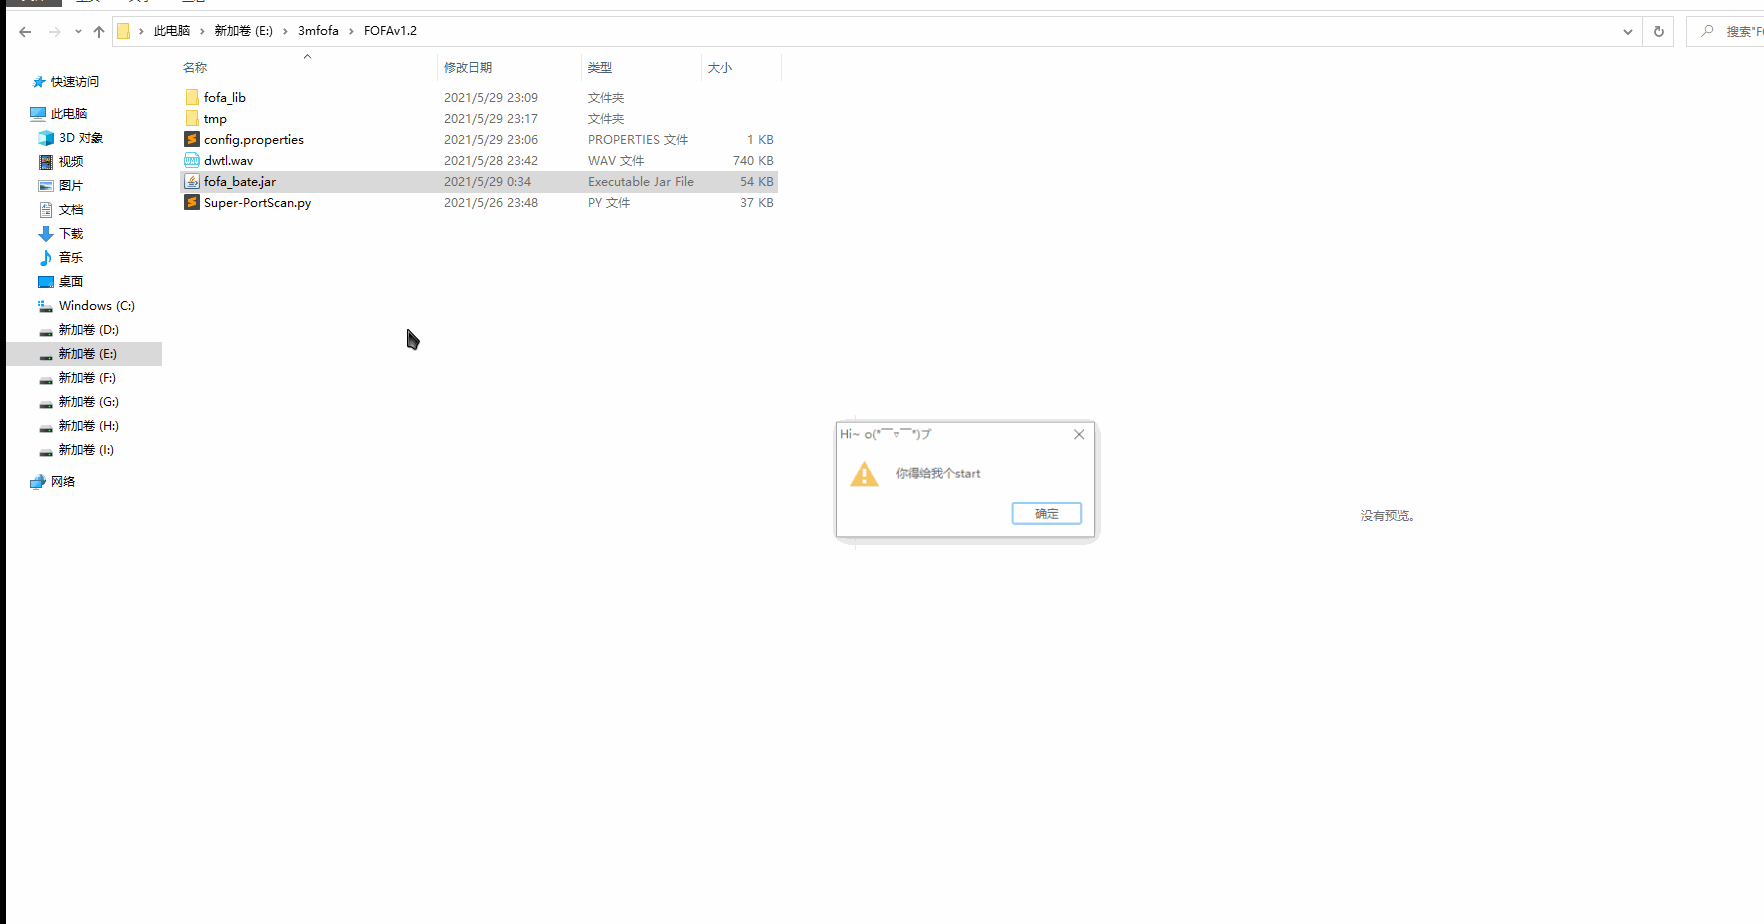 此电脑 › 新加卷 (E:) › 3mfofa › FOFAv1.2
搜索"F
名称 修改日期 类型 大小
fofa_lib 2021/5/29 23:09 文件夹
tmp 2021/5/29 23:17 文件夹
config.properties 2021/5/29 23:06 PROPERTIES 文件 1 KB
dwtl.wav 2021/5/28 23:42 WAV 文件 740 KB
fofa_bate.jar 2021/5/29 0:34 Executable Jar File 54 KB
Super-PortScan.py 2021/5/26 23:48 PY 文件 37 KB
快速访问
此电脑
3D 对象
视频
图片
文档
下载
音乐
桌面
Windows (C:)
新加卷 (D:)
新加卷 (E:)
新加卷 (F:)
新加卷 (G:)
新加卷 (H:)
新加卷 (I:)
网络
Hi~ o(*￣▽￣*)ブ
你得给我个start
确定
没有预览。